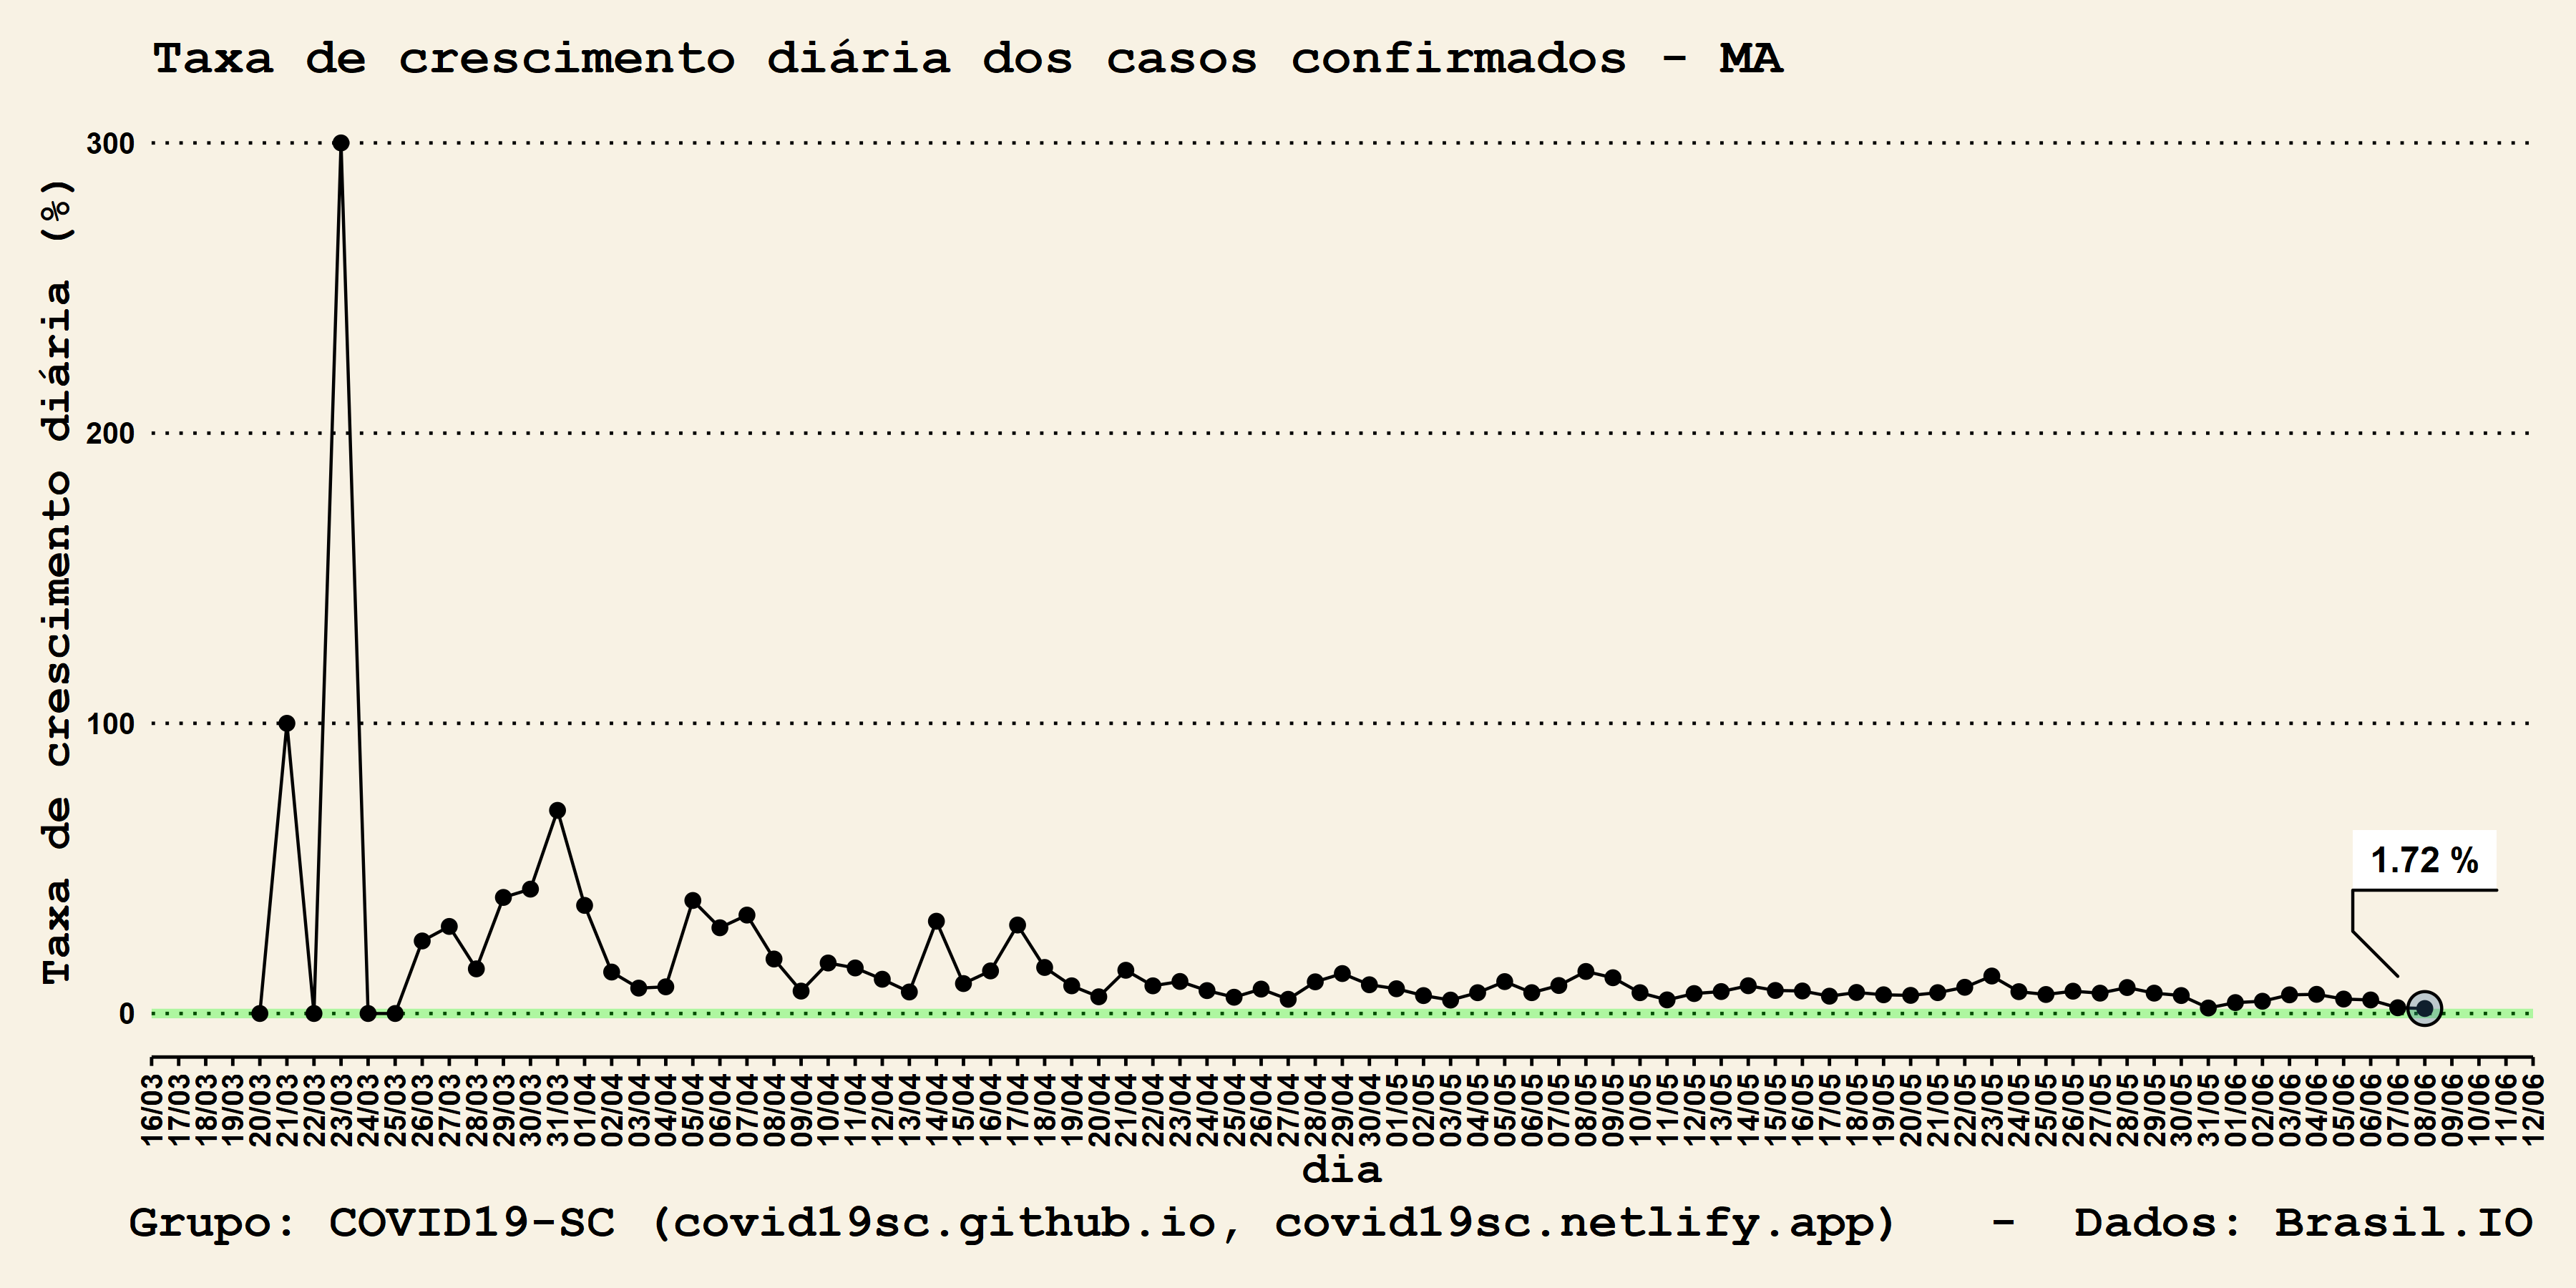 Taxa de crescimento diária dos casos confirmados - MA
Taxa de crescimento diária (%)
300
200
100
0
1.72 %
16/03 17/03 18/03 19/03 20/03 21/03 22/03 23/03 24/03 25/03 26/03 27/03 28/03 29/03 30/03 31/03 01/04 02/04 03/04 04/04 05/04 06/04 07/04 08/04 09/04 10/04 11/04 12/04 13/04 14/04 15/04 16/04 17/04 18/04 19/04 20/04 21/04 22/04 23/04 24/04 25/04 26/04 27/04 28/04 29/04 30/04 01/05 02/05 03/05 04/05 05/05 06/05 07/05 08/05 09/05 10/05 11/05 12/05 13/05 14/05 15/05 16/05 17/05 18/05 19/05 20/05 21/05 22/05 23/05 24/05 25/05 26/05 27/05 28/05 29/05 30/05 31/05 01/06 02/06 03/06 04/06 05/06 06/06 07/06 08/06 09/06 10/06 11/06 12/06
dia
Grupo: COVID19-SC (covid19sc.github.io, covid19sc.netlify.app) - Dados: Brasil.IO